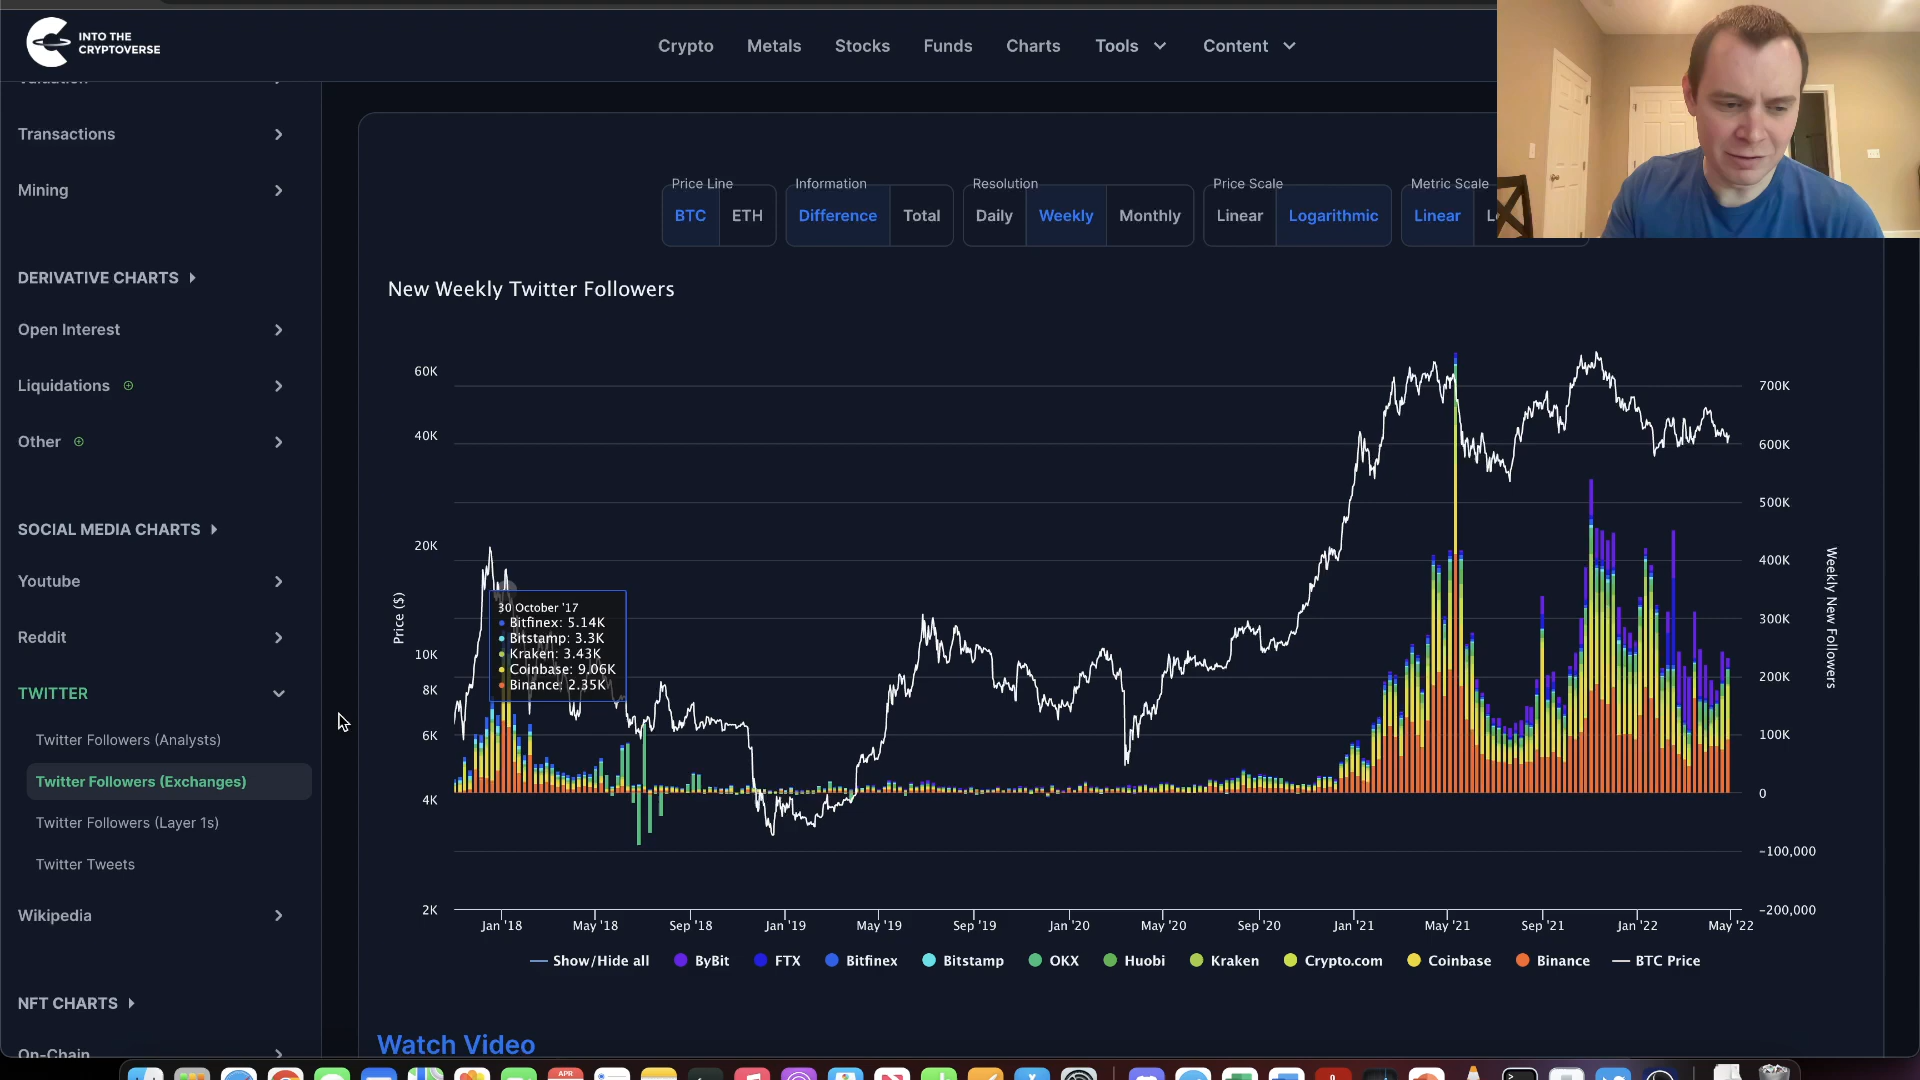 INTO THE
CRYPTOVERSE
Crypto
Metals
Stocks
Funds
Charts
Tools
Content
Valuation
Transactions
Mining
DERIVATIVE CHARTS
Open Interest
Liquidations
Other
SOCIAL MEDIA CHARTS
Youtube
Reddit
TWITTER
Twitter Followers (Analysts)
Twitter Followers (Exchanges)
Twitter Followers (Layer 1s)
Twitter Tweets
Wikipedia
NFT CHARTS
On-Chain
Price Line
BTC ETH
Information
Difference Total
Resolution
Daily Weekly Monthly
Price Scale
Linear Logarithmic
Metric Scale
Linear
New Weekly Twitter Followers
60K
40K
20K
10K
8K
6K
4K
2K
Price ($)
30 October '17
Bitfinex: 5.14K
Bitstamp: 3.3K
Kraken: 3.43K
Coinbase: 9.06K
Binance: 2.35K
700K
600K
500K
400K
300K
200K
100K
0
-100,000
-200,000
Weekly New Followers
Jan '18 May '18 Sep '18 Jan '19 May '19 Sep '19 Jan '20 May '20 Sep '20 Jan '21 May '21 Sep '21 Jan '22 May '22
Show/Hide all ByBit FTX Bitfinex Bitstamp OKX Huobi Kraken Crypto.com Coinbase Binance BTC Price
Watch Video
APR